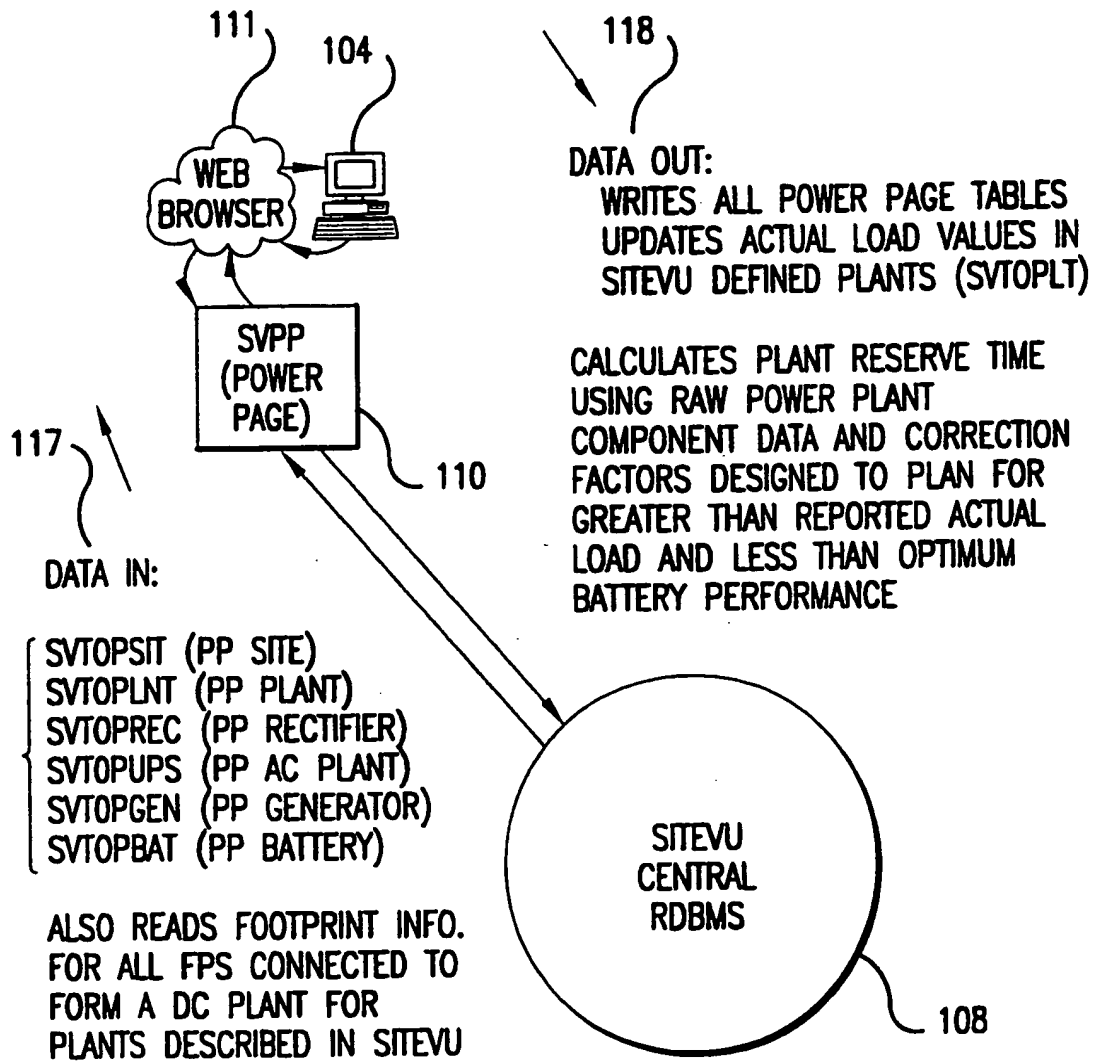 111
104
118
WEB
BROWSER
DATA OUT:
WRITES ALL POWER PAGE TABLES
UPDATES ACTUAL LOAD VALUES IN
SITEVU DEFINED PLANTS (SVTOPLT)
SVPP
(POWER
PAGE)
CALCULATES PLANT RESERVE TIME
USING RAW POWER PLANT
COMPONENT DATA AND CORRECTION
FACTORS DESIGNED TO PLAN FOR
GREATER THAN REPORTED ACTUAL
LOAD AND LESS THAN OPTIMUM
BATTERY PERFORMANCE
117
110
DATA IN:
SVTOPSIT (PP SITE)
SVTOPLNT (PP PLANT)
SVTOPREC (PP RECTIFIER)
SVTOPUPS (PP AC PLANT)
SVTOPGEN (PP GENERATOR)
SVTOPBAT (PP BATTERY)
ALSO READS FOOTPRINT INFO.
FOR ALL FPS CONNECTED TO
FORM A DC PLANT FOR
PLANTS DESCRIBED IN SITEVU
SITEVU
CENTRAL
RDBMS
108